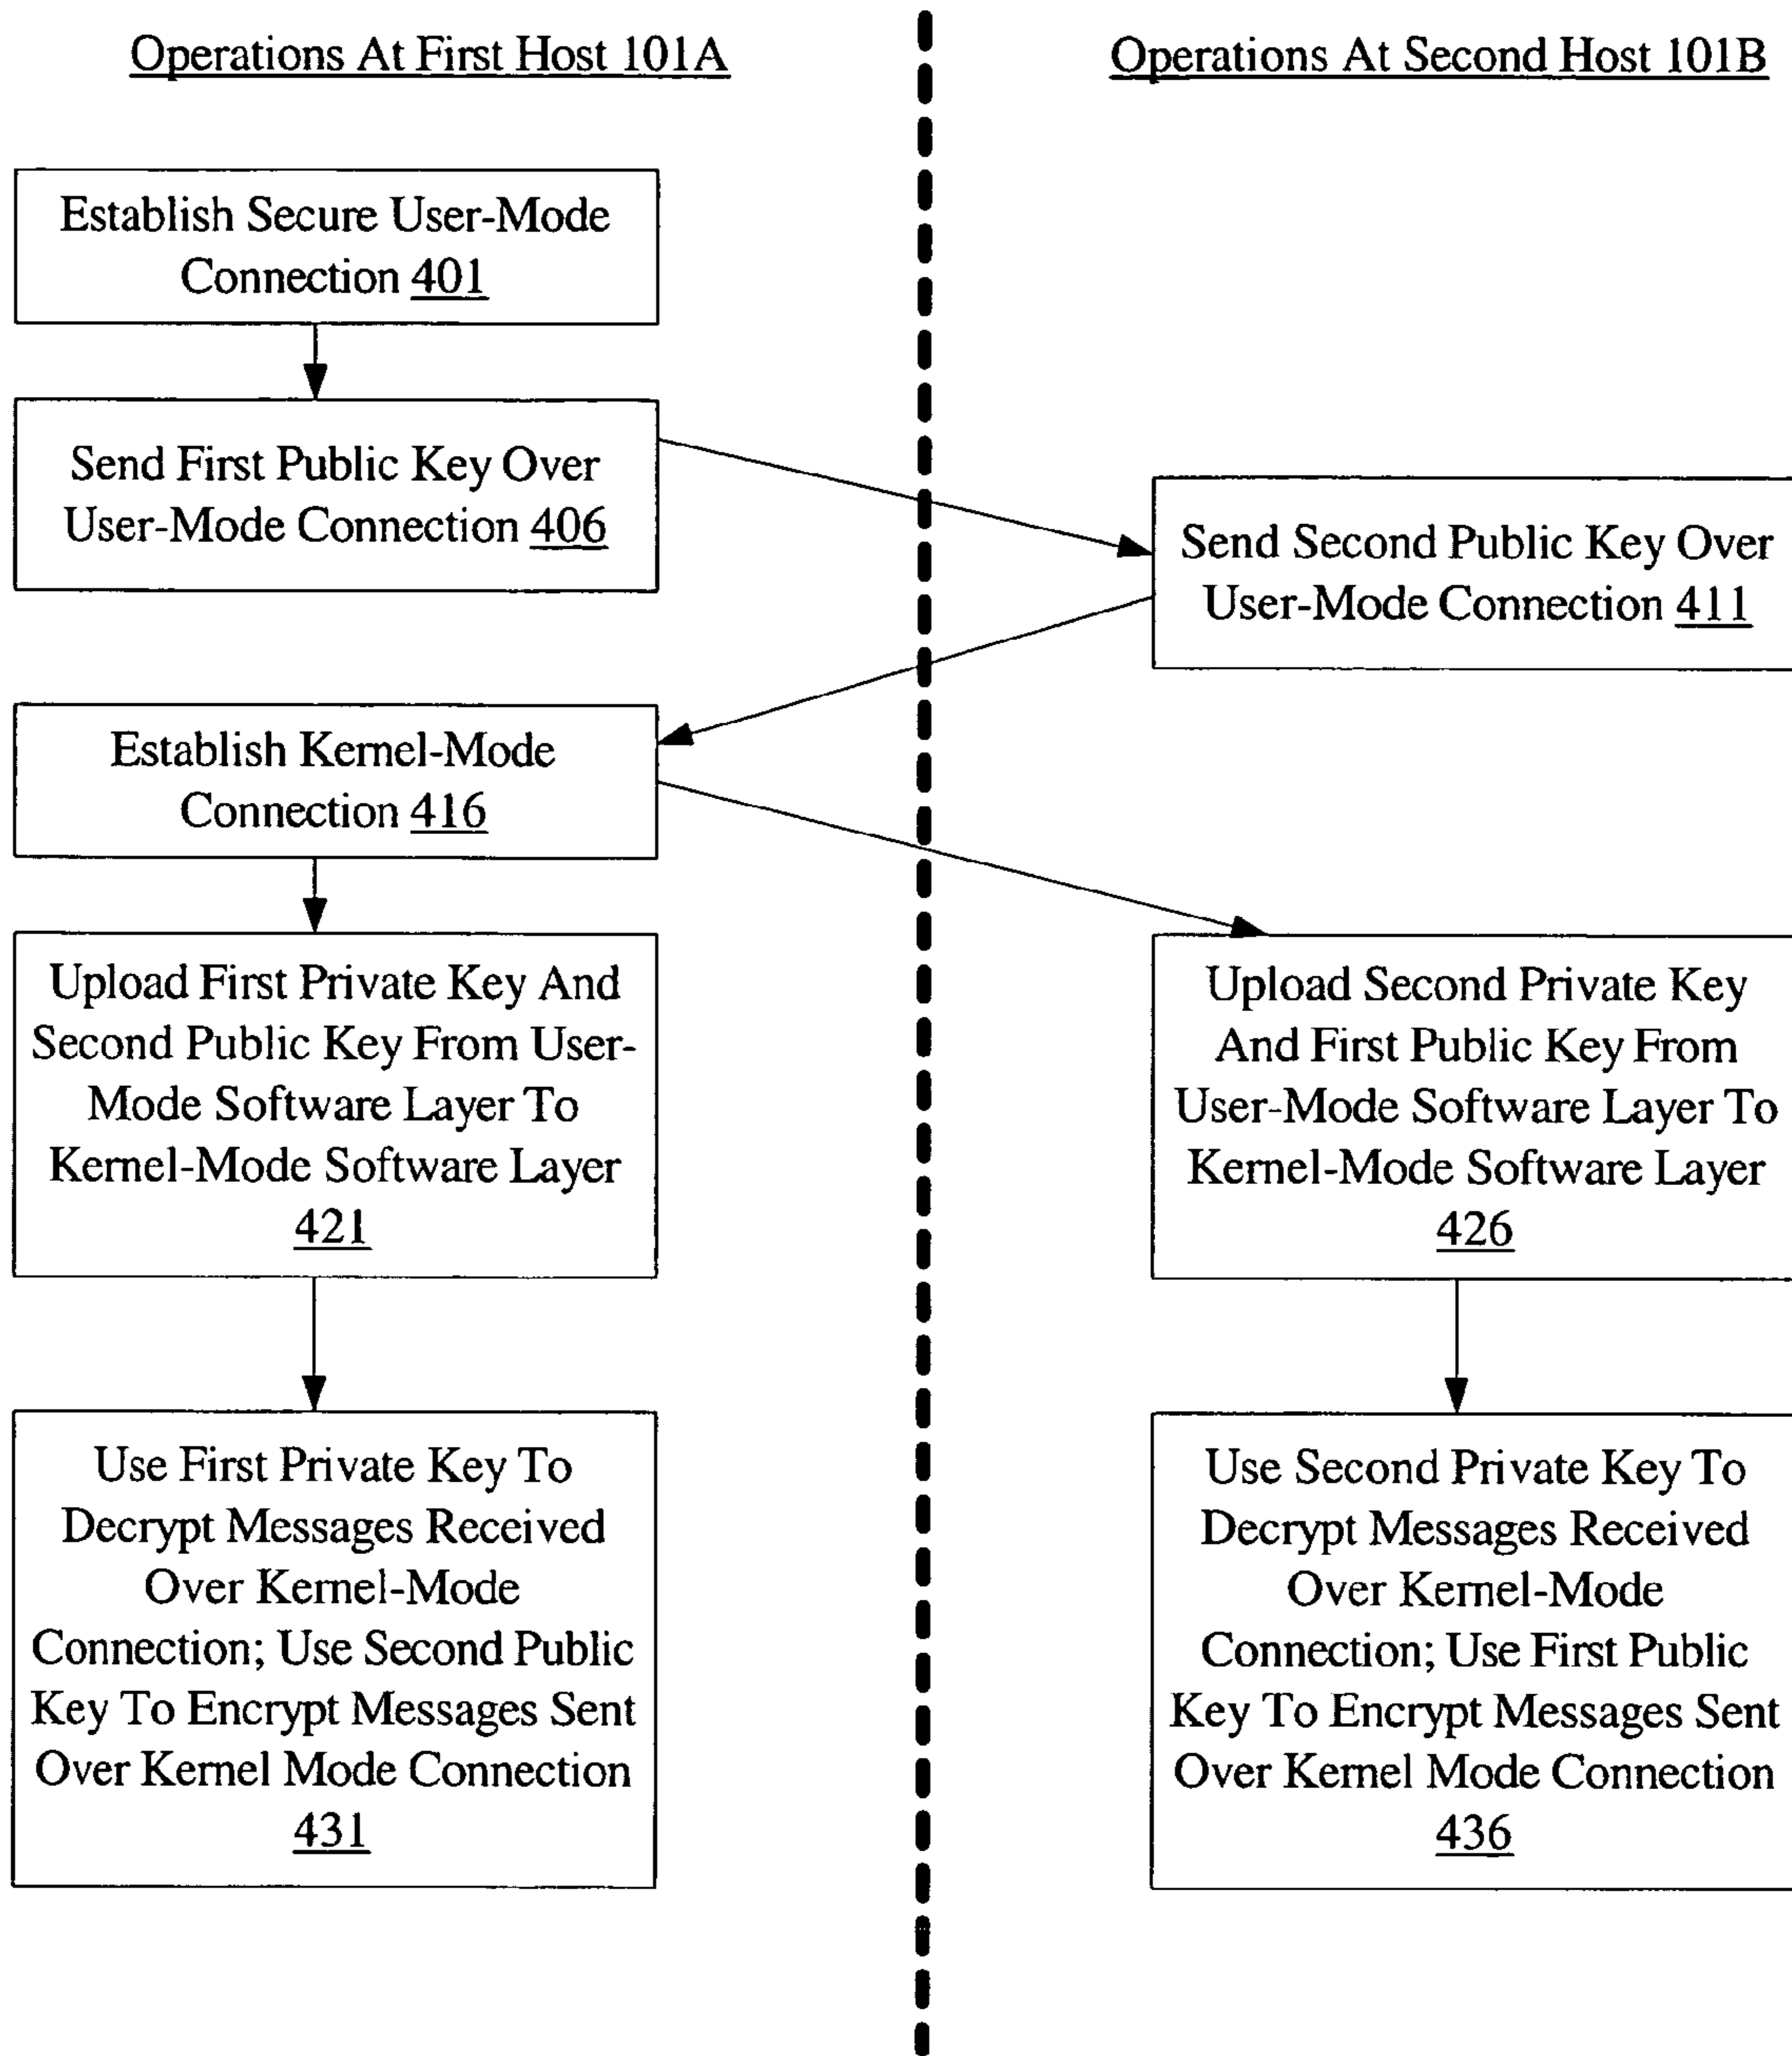 Operations At First Host 101A
Operations At Second Host 101B
Establish Secure User-Mode
Connection 401
Send First Public Key Over
User-Mode Connection 406
Send Second Public Key Over
User-Mode Connection 411
Establish Kernel-Mode
Connection 416
Upload First Private Key And
Second Public Key From User-
Mode Software Layer To
Kernel-Mode Software Layer
421
Upload Second Private Key
And First Public Key From
User-Mode Software Layer To
Kernel-Mode Software Layer
426
Use First Private Key To
Decrypt Messages Received
Over Kernel-Mode
Connection; Use Second Public
Key To Encrypt Messages Sent
Over Kernel Mode Connection
431
Use Second Private Key To
Decrypt Messages Received
Over Kernel-Mode
Connection; Use First Public
Key To Encrypt Messages Sent
Over Kernel Mode Connection
436